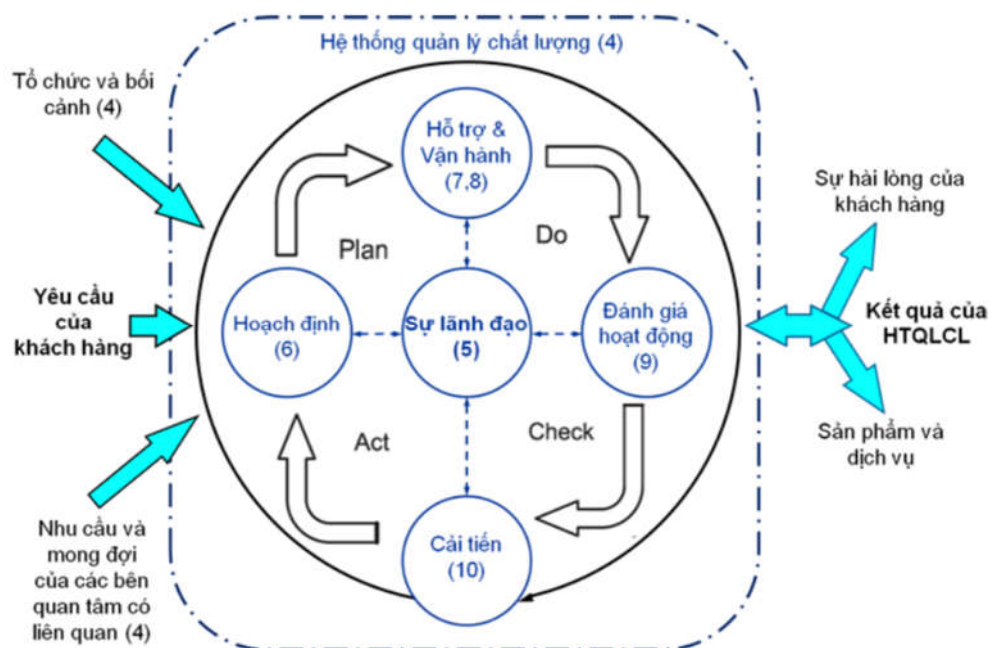 Hệ thống quản lý chất lượng (4)
Tổ chức và bối
cảnh (4)
Hỗ trợ &
Vận hành
(7,8)
Sự hài lòng của
khách hàng
Plan
Do
Yêu cầu
của
khách hàng
Hoạch định
(6)
Sự lãnh đạo
(5)
Đánh giá
hoạt động
(9)
Kết quả của
HTQLCL
Act
Check
Sản phẩm và
dịch vụ
Nhu cầu và
mong đợi
của các bên
quan tâm có
liên quan (4)
Cải tiến
(10)